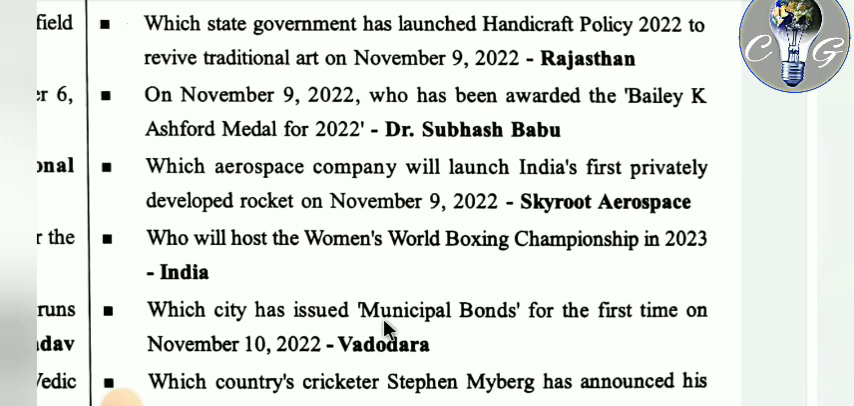 field
er 6,
onal
r the
runs
dav
Vedic
■ Which state government has launched Handicraft Policy 2022 to
revive traditional art on November 9, 2022 - Rajasthan
■ On November 9, 2022, who has been awarded the 'Bailey K
Ashford Medal for 2022' - Dr. Subhash Babu
■ Which aerospace company will launch India's first privately
developed rocket on November 9, 2022 - Skyroot Aerospace
■ Who will host the Women's World Boxing Championship in 2023
- India
■ Which city has issued 'Municipal Bonds' for the first time on
November 10, 2022 - Vadodara
■ Which country's cricketer Stephen Myberg has announced his
C G